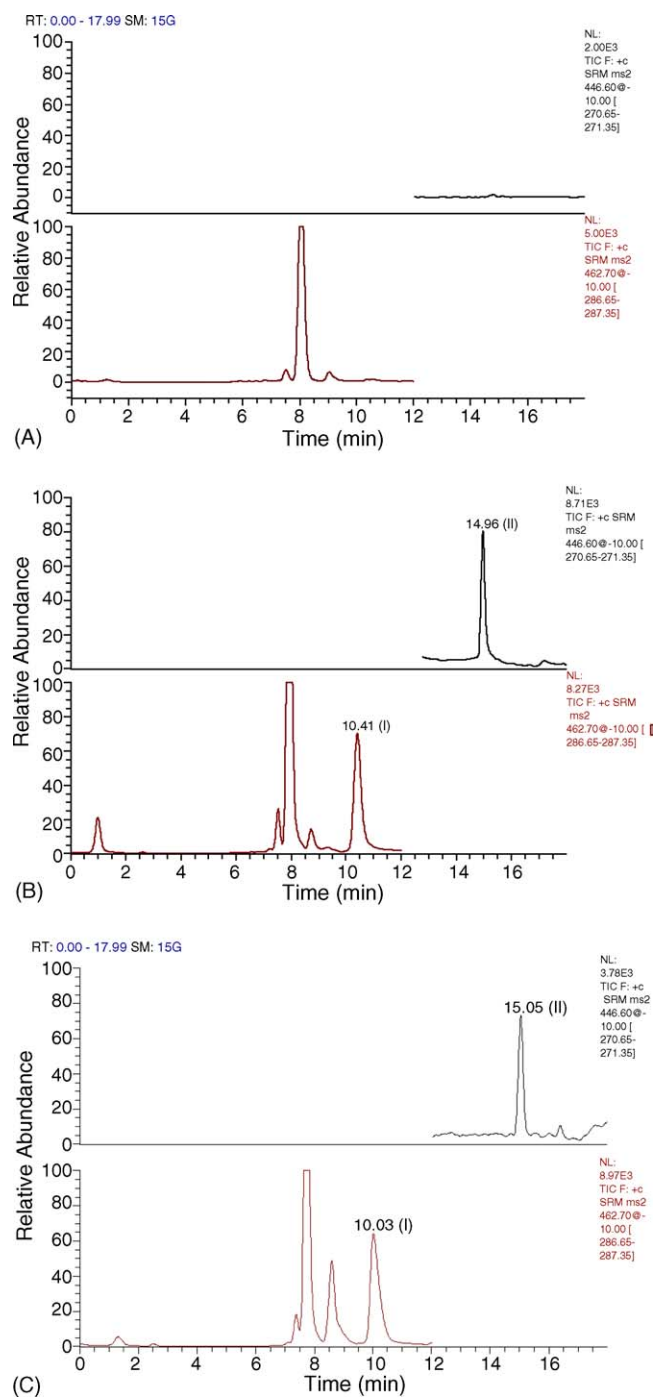 RT: 0.00 - 17.99 SM: 15G
NL:
2.00E3
TIC F: +c
SRM ms2
446.60@-
10.00 [
270.65-
271.35]
100
80
60
40
20
0
Relative Abundance
NL:
5.00E3
TIC F: +c
SRM ms2
462.70@-
10.00 [
286.65-
287.35]
100
80
60
40
20
0
0 2 4 6 8 10 12 14 16
Time (min)
(A)
NL:
8.71E3
TIC F: +c SRM
ms2
446.60@-10.00 [
270.65-271.35]
100
80
60
40
20
0
14.96 (II)
Relative Abundance
NL:
8.27E3
TIC F: +c SRM
ms2
462.70@-10.00 [
286.65-287.35]
100
80
60
40
20
0
10.41 (I)
0 2 4 6 8 10 12 14 16
Time (min)
(B)
RT: 0.00 - 17.99 SM: 15G
NL:
3.78E3
TIC F: +c
SRM ms2
446.60@-
10.00 [
270.65-
271.35]
100
80
60
40
20
0
15.05 (II)
Relative Abundance
NL:
8.97E3
TIC F: +c
SRM ms2
462.70@-
10.00 [
286.65-
287.35]
100
80
60
40
20
0
10.03 (I)
0 2 4 6 8 10 12 14 16
Time (min)
(C)